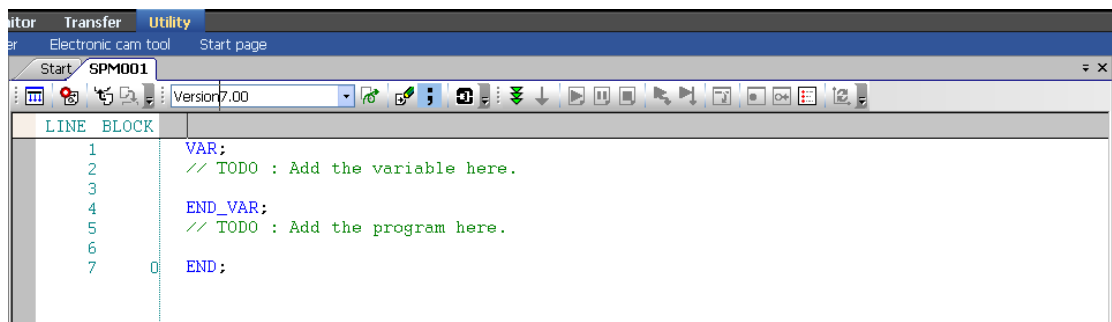 itor Transfer Utility
er Electronic cam tool Start page
Start SPM001
Version7.00
LINE BLOCK
1 VAR;
2 // TODO : Add the variable here.
3
4 END_VAR;
5 // TODO : Add the program here.
6
7 0 END;